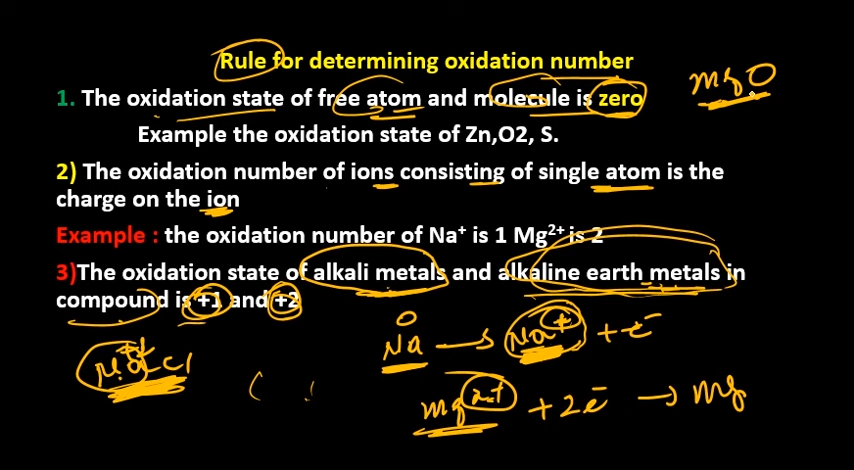 Rule for determining oxidation number
1. The oxidation state of free atom and molecule is zero
MgO
Example the oxidation state of Zn,O2, S.
2) The oxidation number of ions consisting of single atom is the
charge on the ion
Example : the oxidation number of Na⁺ is 1 Mg²⁺ is 2
3)The oxidation state of alkali metals and alkaline earth metals in
compound is +1 and +2
0
Na → Na⁺ + e⁻
Cl
Mg²⁺ + 2e⁻ → Mg